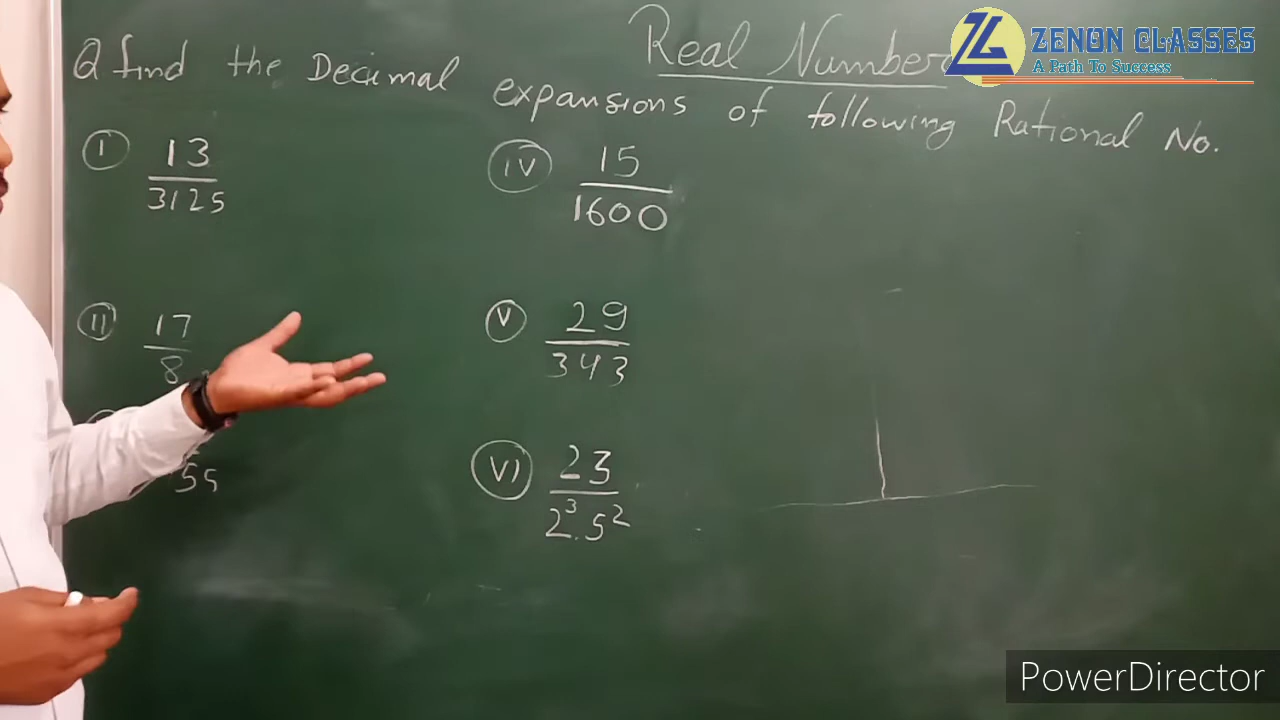 Real Number
ZENON CLASSES
A Path To Success
Q find the Decimal expansions of following Rational No.
(I) 13/3125
(II) 17/8
55
(IV) 15/1600
(V) 29/343
(VI) 23/2³.5²
PowerDirector